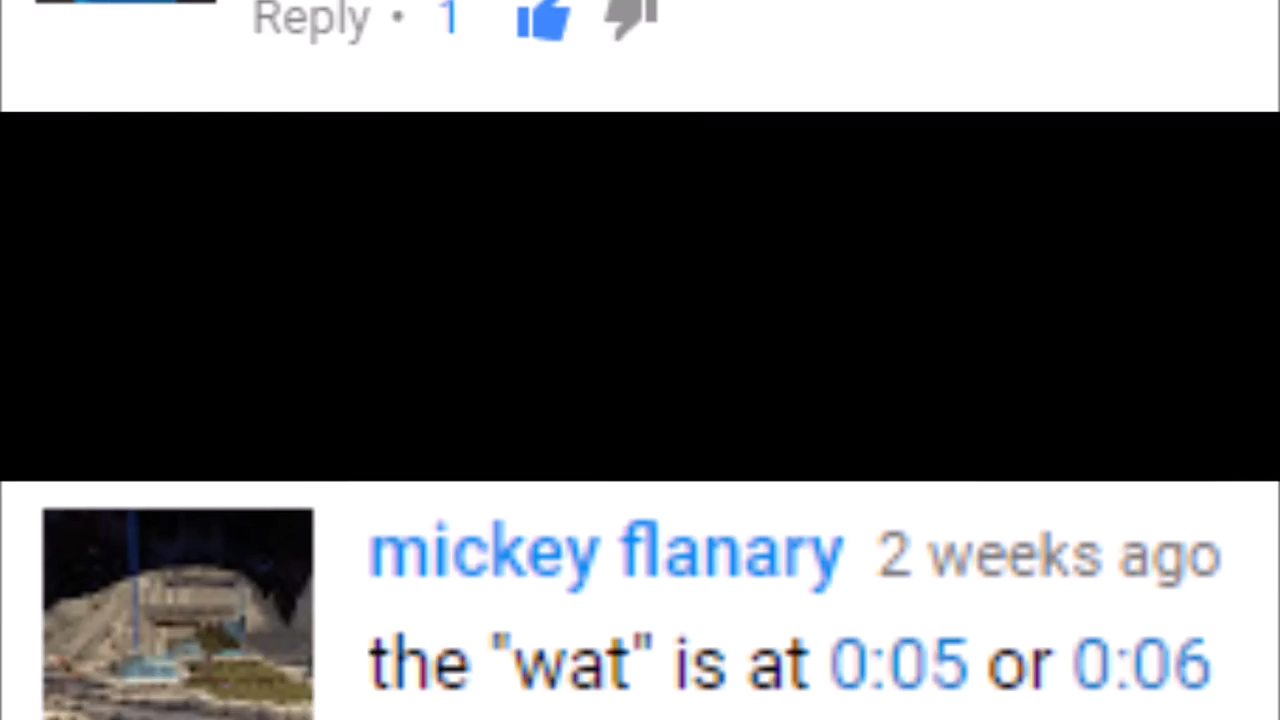 Reply • 1
mickey flanary 2 weeks ago
the "wat" is at 0:05 or 0:06